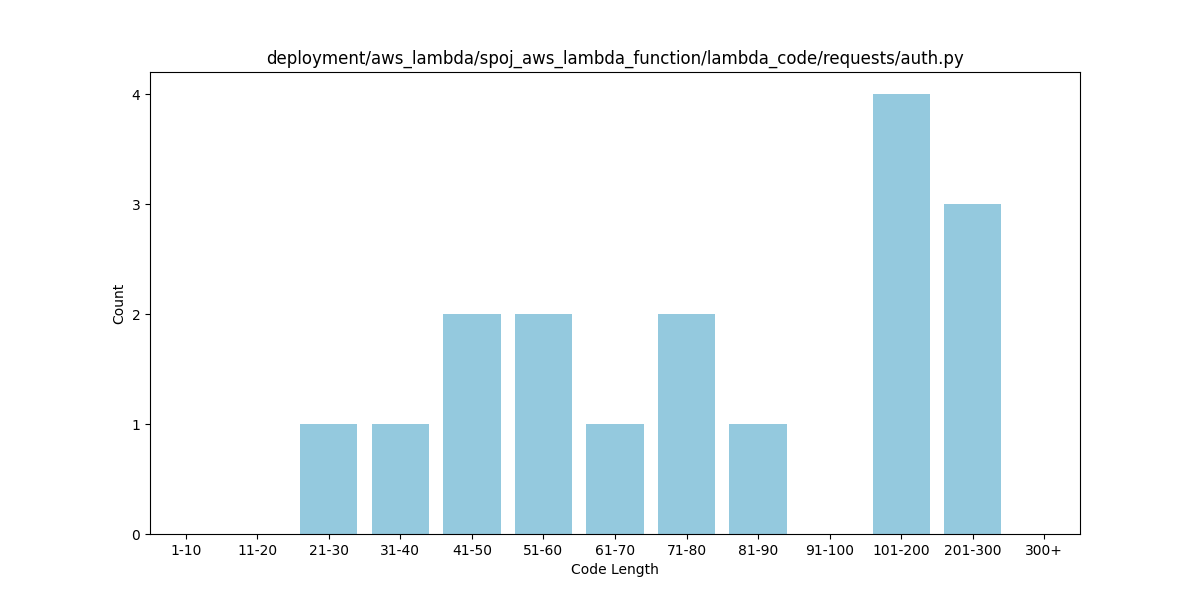 deployment/aws_lambda/spoj_aws_lambda_function/lambda_code/requests/auth.py
4
3
2
1
0
Count
1-10 11-20 21-30 31-40 41-50 51-60 61-70 71-80 81-90 91-100 101-200 201-300 300+
Code Length